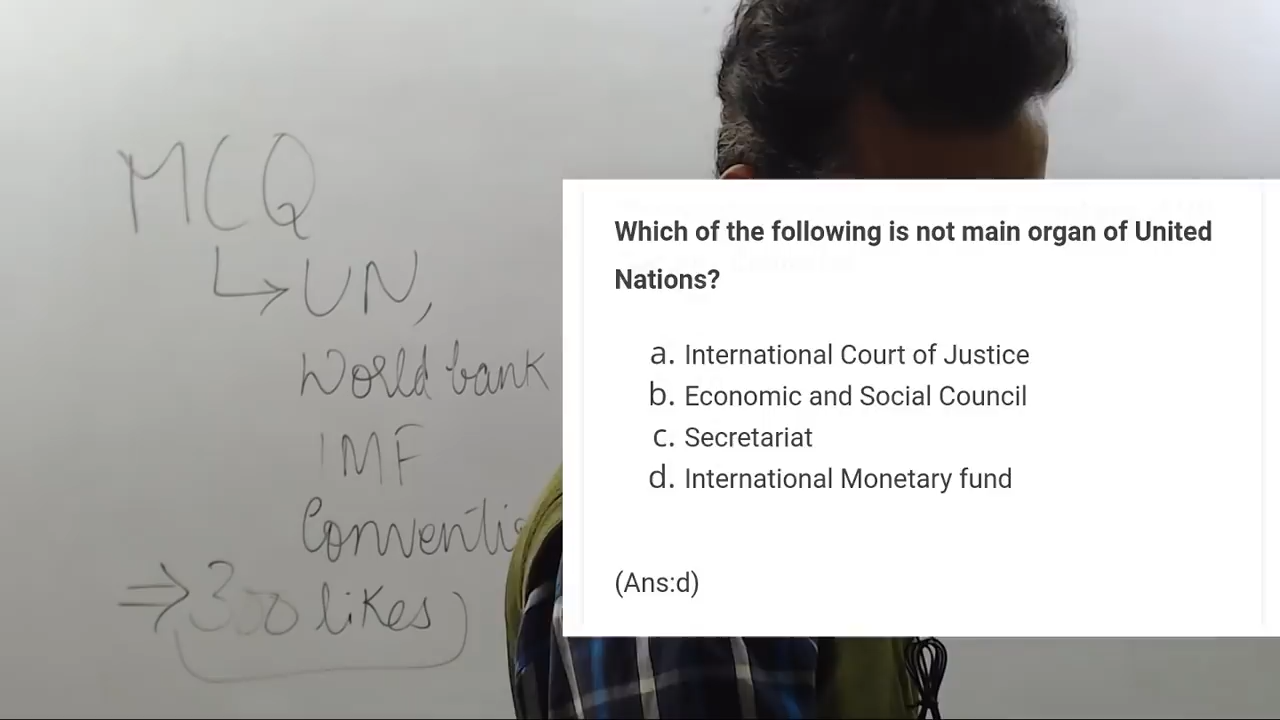 MCQ
UN,
World bank
IMF
Conventio
⇒ 300 likes
Which of the following is not main organ of United
Nations?
a. International Court of Justice
b. Economic and Social Council
c. Secretariat
d. International Monetary fund
(Ans:d)